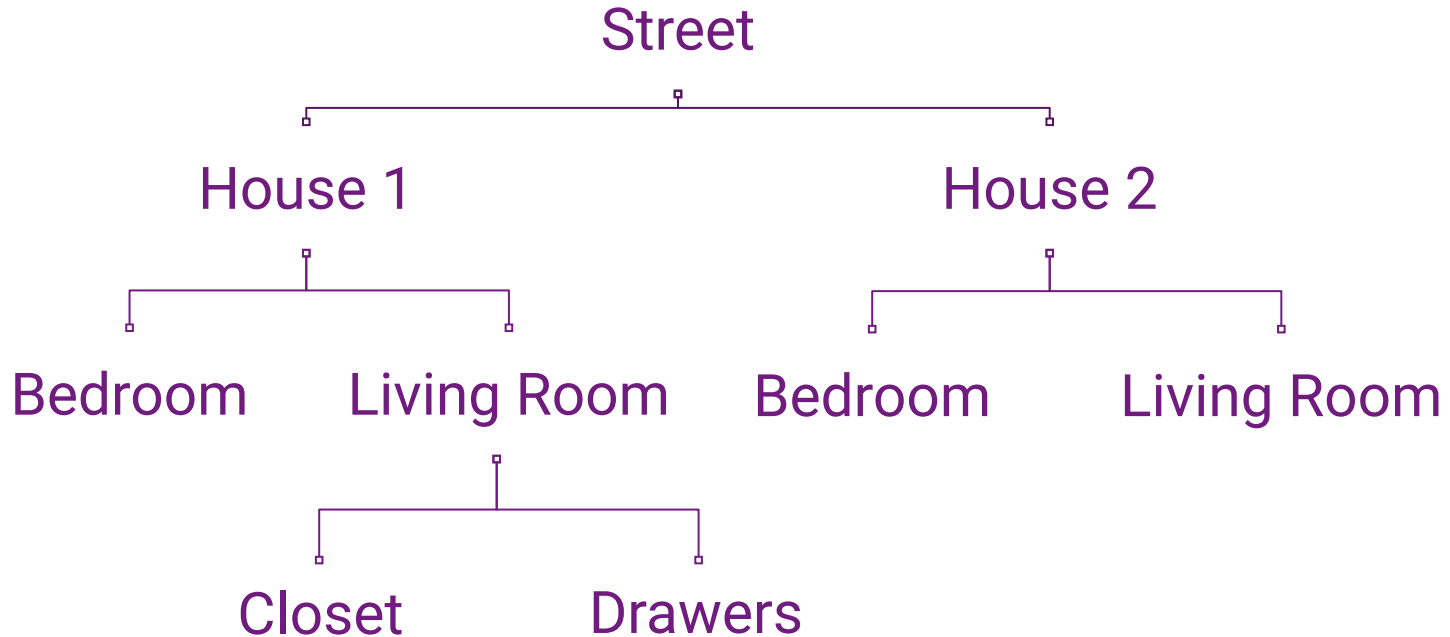 Street
House 1
House 2
Bedroom
Living Room
Bedroom
Living Room
Closet
Drawers